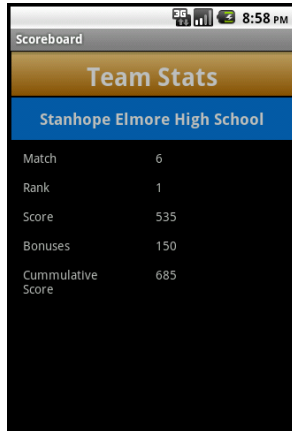 3G 8:58 PM
Scoreboard
Team Stats
Stanhope Elmore High School
Match 6
Rank 1
Score 535
Bonuses 150
Cummulative 685
Score